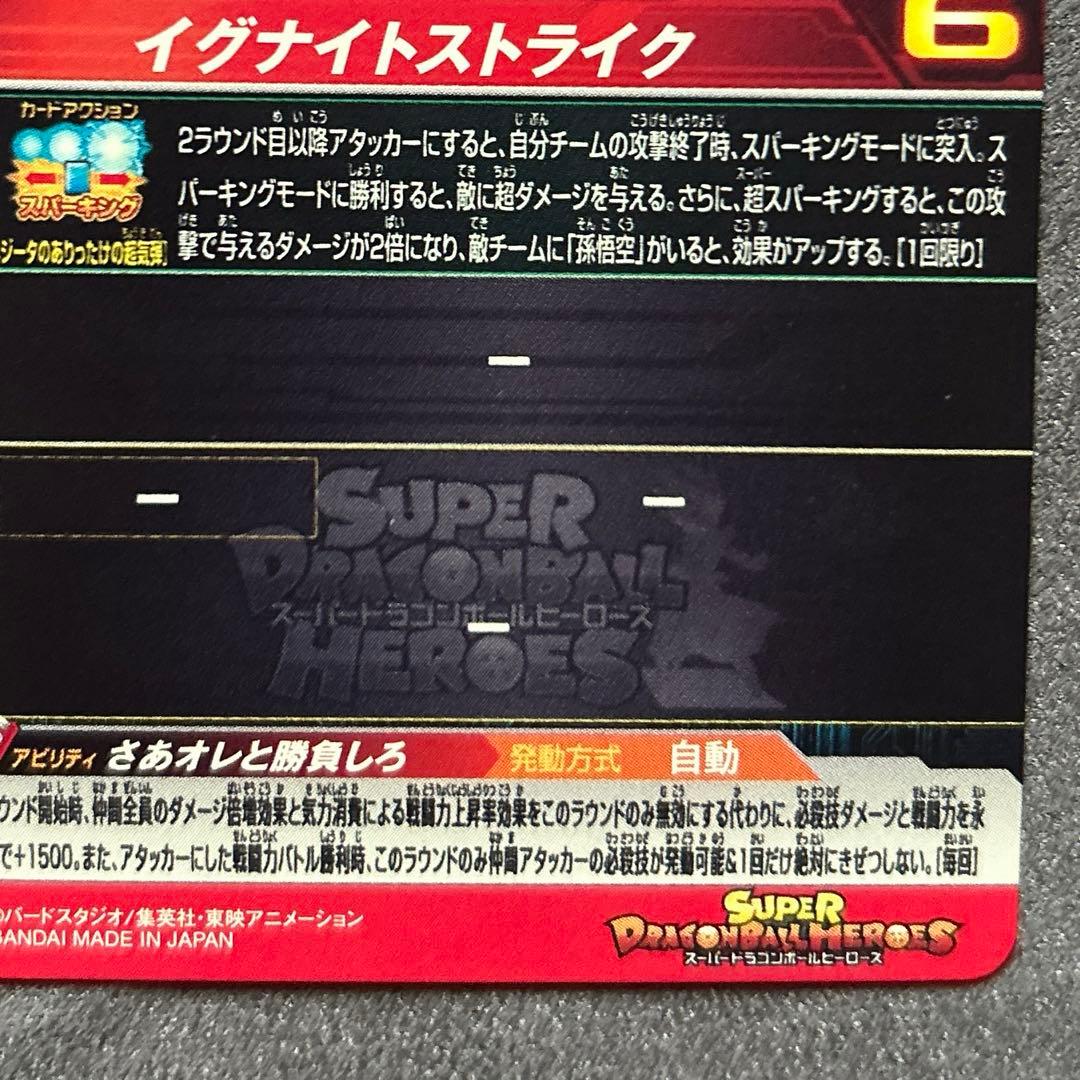 イグナイトストライク
6
カードアクション
スパーキング
ジータのありったけの超気弾]
2ラウンド目以降アタッカーにすると、自分チームの攻撃終了時、スパーキングモードに突入。ス
パーキングモードに勝利すると、敵に超ダメージを与える。さらに、超スパーキングすると、この攻
撃で与えるダメージが2倍になり、敵チームに「孫悟空」がいると、効果がアップする。[1回限り]
ー
ー
ー
ー
SUPER
DRAGONBALL
スーパードラゴンボールヒーローズ
HEROES
アビリティ さあオレと勝負しろ 発動方式 自動
ウンド開始時、仲間全員のダメージ倍増効果と気力消費による戦闘力上昇率効果をこのラウンドのみ無効にする代わりに、必殺技ダメージと戦闘力を永
で+1500。また、アタッカーにした戦闘力バトル勝利時、このラウンドのみ仲間アタッカーの必殺技が発動可能&1回だけ絶対にきぜつしない。[毎回]
©バードスタジオ/集英社・東映アニメーション
BANDAI MADE IN JAPAN
SUPER
DRAGONBALL HEROES
スーパードラゴンボールヒーローズ